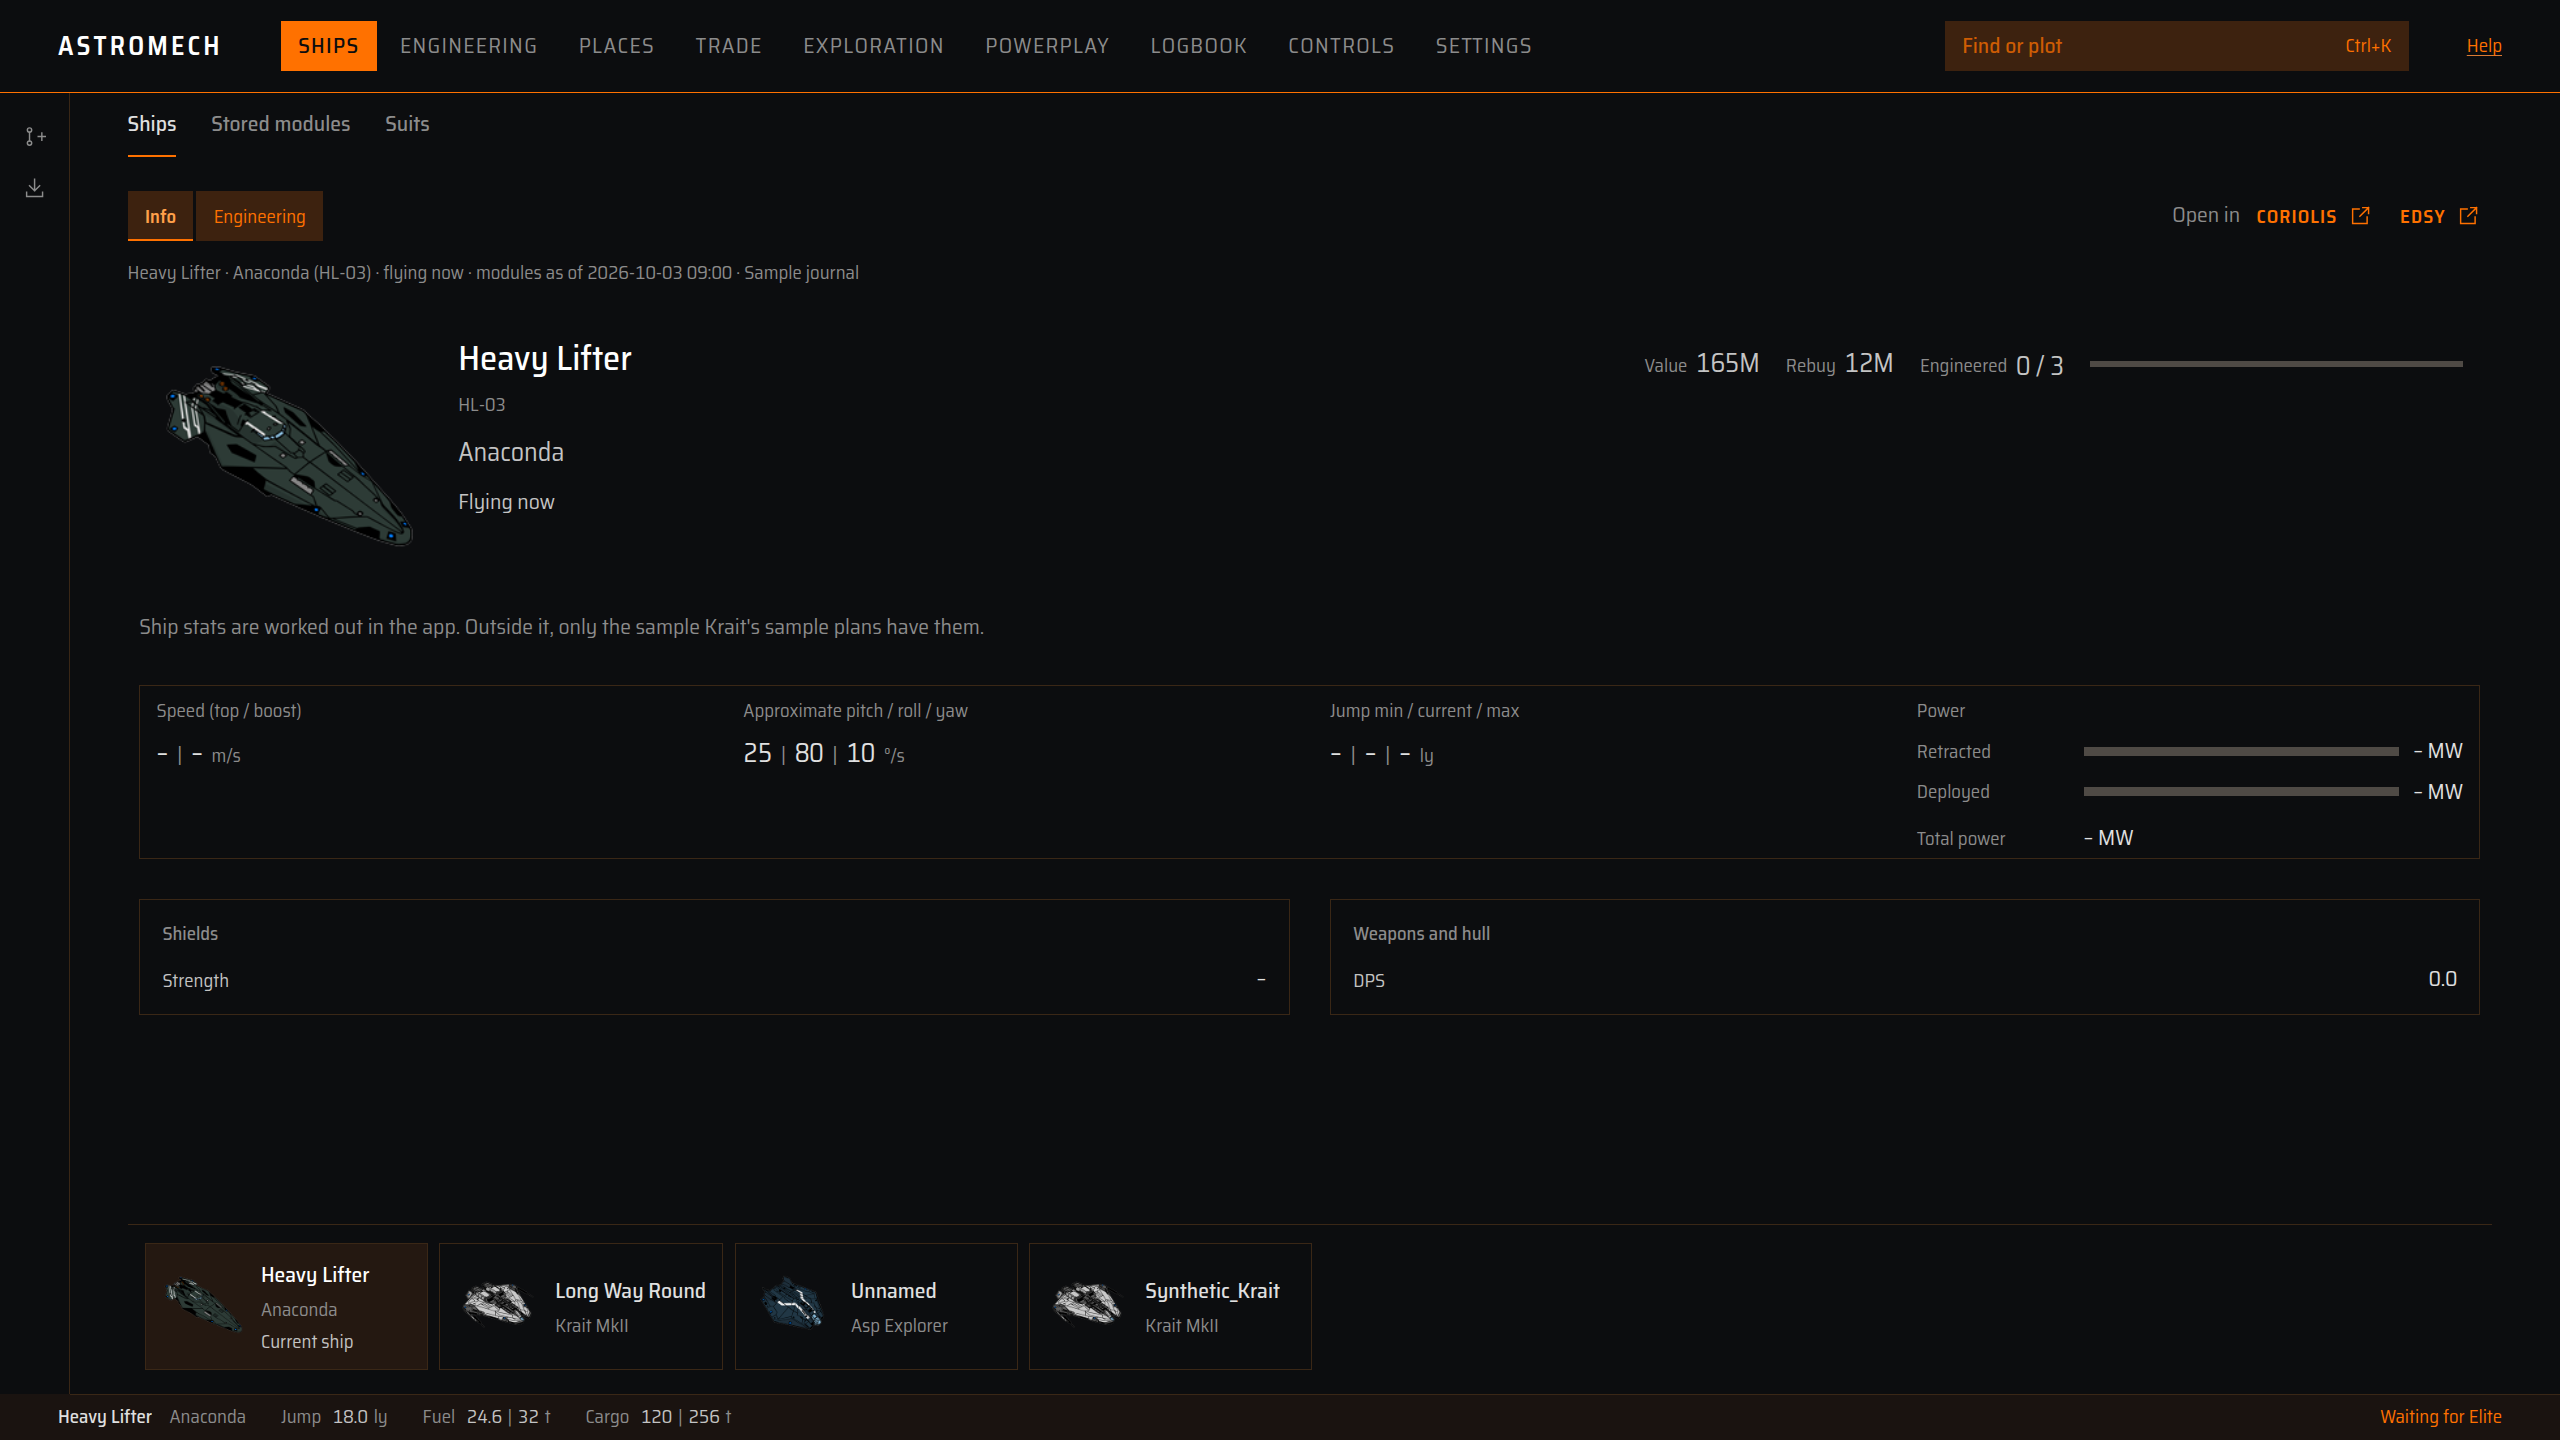 ASTROMECH SHIPS ENGINEERING PLACES TRADE EXPLORATION POWERPLAY LOGBOOK CONTROLS SETTINGS Find or plot Ctrl+K Help
Ships Stored modules Suits
Info Engineering Open in CORIOLIS EDSY
Heavy Lifter · Anaconda (HL-03) · flying now · modules as of 2026-10-03 09:00 · Sample journal
Heavy Lifter Value 165M Rebuy 12M Engineered 0 / 3
HL-03
Anaconda
Flying now
Ship stats are worked out in the app. Outside it, only the sample Krait's sample plans have them.
Speed (top / boost) Approximate pitch / roll / yaw Jump min / current / max Power
– | – m/s 25 | 80 | 10 °/s – | – | – ly Retracted – MW
Deployed – MW
Total power – MW
Shields Weapons and hull
Strength – DPS 0.0
Heavy Lifter
Anaconda
Current ship
Long Way Round
Krait MkII
Unnamed
Asp Explorer
Synthetic_Krait
Krait MkII
Heavy Lifter Anaconda Jump 18.0 ly Fuel 24.6 | 32 t Cargo 120 | 256 t Waiting for Elite